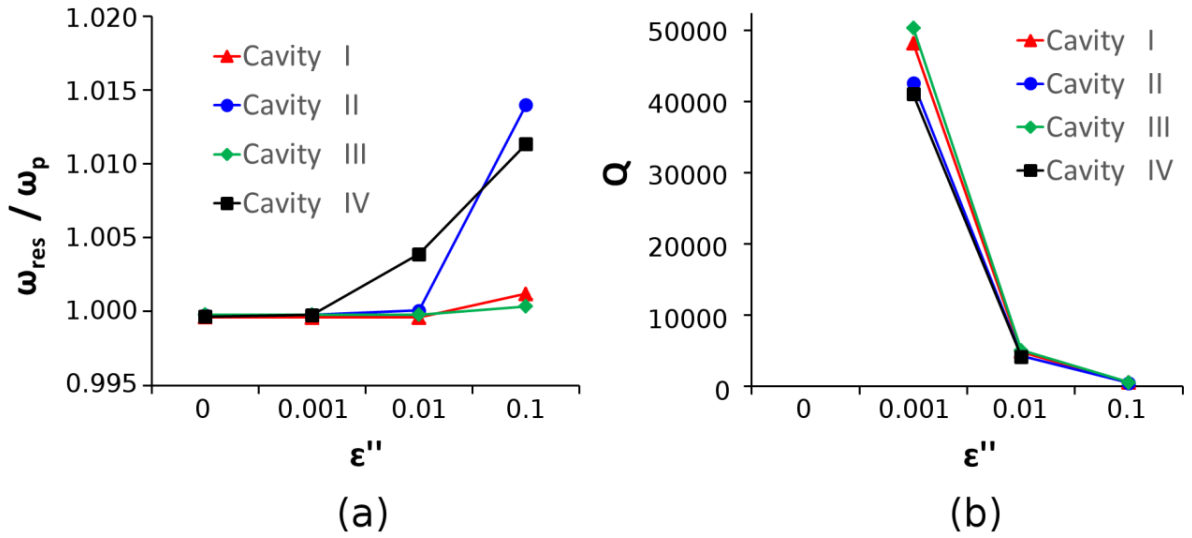 1.020
1.015
1.010
1.005
1.000
0.995
ω_res / ω_p
Cavity I
Cavity II
Cavity III
Cavity IV
0 0.001 0.01 0.1
ε''
(a)
50000
40000
30000
20000
10000
0
Q
Cavity I
Cavity II
Cavity III
Cavity IV
0 0.001 0.01 0.1
ε''
(b)